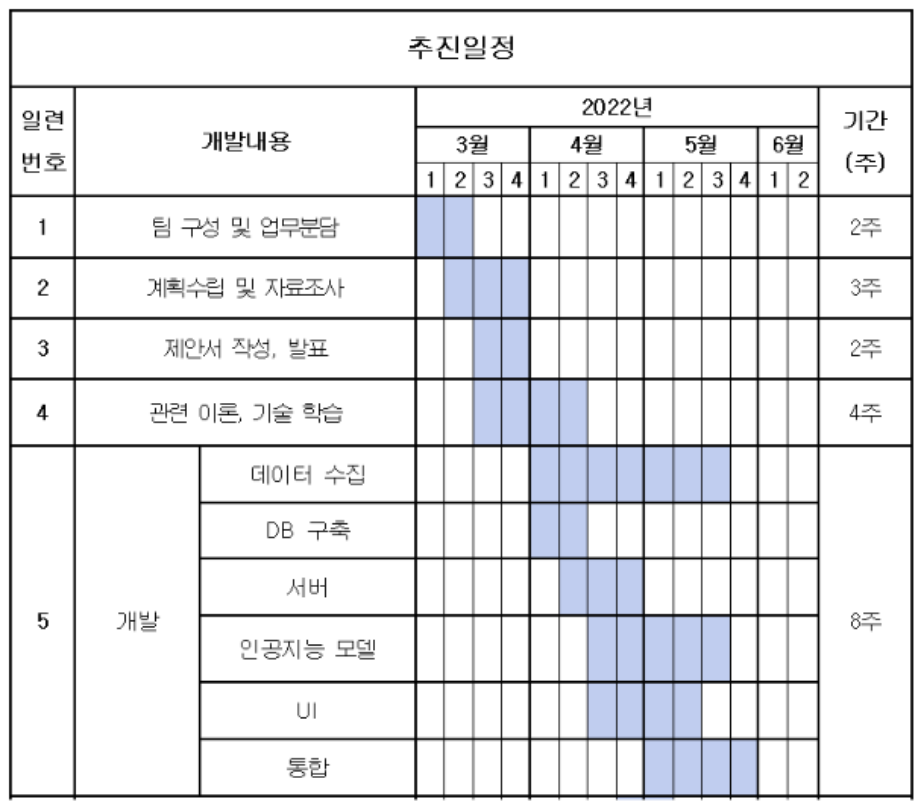 추진일정
일련
번호
개발내용
2022년
기간
(주)
3월 4월 5월 6월
1 2 3 4 1 2 3 4 1 2 3 4 1 2
1 팀 구성 및 업무분담 2주
2 계획수립 및 자료조사 3주
3 제안서 작성, 발표 2주
4 관련 이론, 기술 학습 4주
데이터 수집
DB 구축
서버
5 개발 8주
인공지능 모델
UI
통합